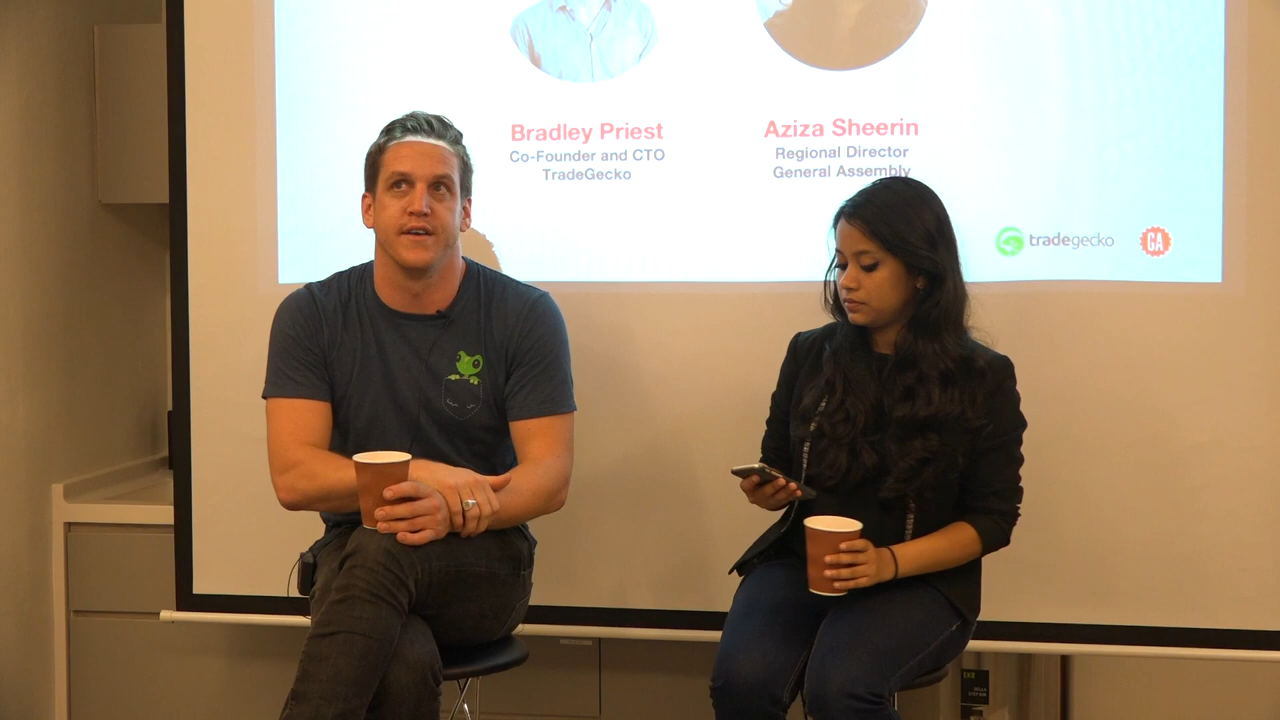 Bradley Priest
Co-Founder and CTO
TradeGecko
Aziza Sheerin
Regional Director
General Assembly
tradegecko
GA